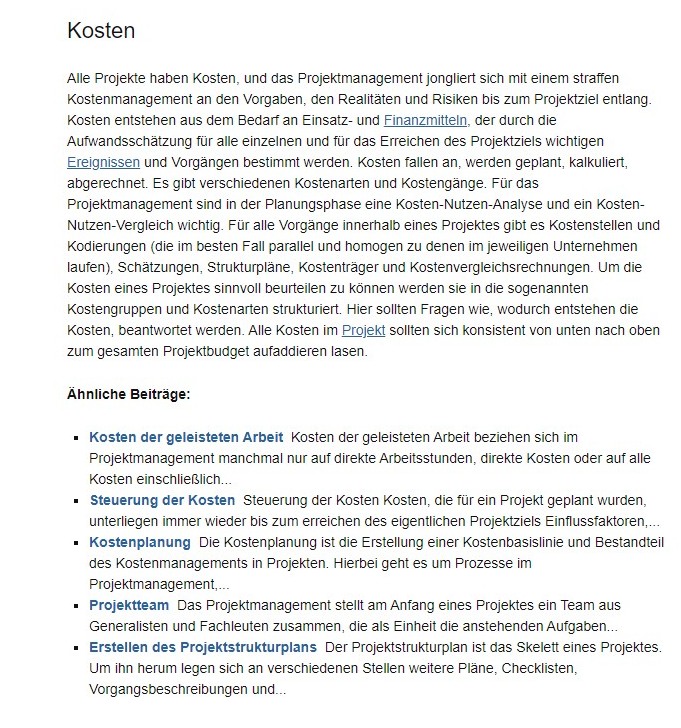 Kosten
Alle Projekte haben Kosten, und das Projektmanagement jongliert sich mit einem straffen
Kostenmanagement an den Vorgaben, den Realitäten und Risiken bis zum Projektziel entlang.
Kosten entstehen aus dem Bedarf an Einsatz- und Finanzmitteln, der durch die
Aufwandsschätzung für alle einzelnen und für das Erreichen des Projektziels wichtigen
Ereignissen und Vorgängen bestimmt werden. Kosten fallen an, werden geplant, kalkuliert,
abgerechnet. Es gibt verschiedenen Kostenarten und Kostengänge. Für das
Projektmanagement sind in der Planungsphase eine Kosten-Nutzen-Analyse und ein Kosten-
Nutzen-Vergleich wichtig. Für alle Vorgänge innerhalb eines Projektes gibt es Kostenstellen und
Kodierungen (die im besten Fall parallel und homogen zu denen im jeweiligen Unternehmen
laufen), Schätzungen, Strukturpläne, Kostenträger und Kostenvergleichsrechnungen. Um die
Kosten eines Projektes sinnvoll beurteilen zu können werden sie in die sogenannten
Kostengruppen und Kostenarten strukturiert. Hier sollten Fragen wie, wodurch entstehen die
Kosten, beantwortet werden. Alle Kosten im Projekt sollten sich konsistent von unten nach oben
zum gesamten Projektbudget aufaddieren lasen.
Ähnliche Beiträge:
▪ Kosten der geleisteten Arbeit Kosten der geleisteten Arbeit beziehen sich im
Projektmanagement manchmal nur auf direkte Arbeitsstunden, direkte Kosten oder auf alle
Kosten einschließlich...
▪ Steuerung der Kosten Steuerung der Kosten Kosten, die für ein Projekt geplant wurden,
unterliegen immer wieder bis zum erreichen des eigentlichen Projektziels Einflussfaktoren,...
▪ Kostenplanung Die Kostenplanung ist die Erstellung einer Kostenbasislinie und Bestandteil
des Kostenmanagements in Projekten. Hierbei geht es um Prozesse im
Projektmanagement,...
▪ Projektteam Das Projektmanagement stellt am Anfang eines Projektes ein Team aus
Generalisten und Fachleuten zusammen, die als Einheit die anstehenden Aufgaben...
▪ Erstellen des Projektstrukturplans Der Projektstrukturplan ist das Skelett eines Projektes.
Um ihn herum legen sich an verschiedenen Stellen weitere Pläne, Checklisten,
Vorgangsbeschreibungen und...